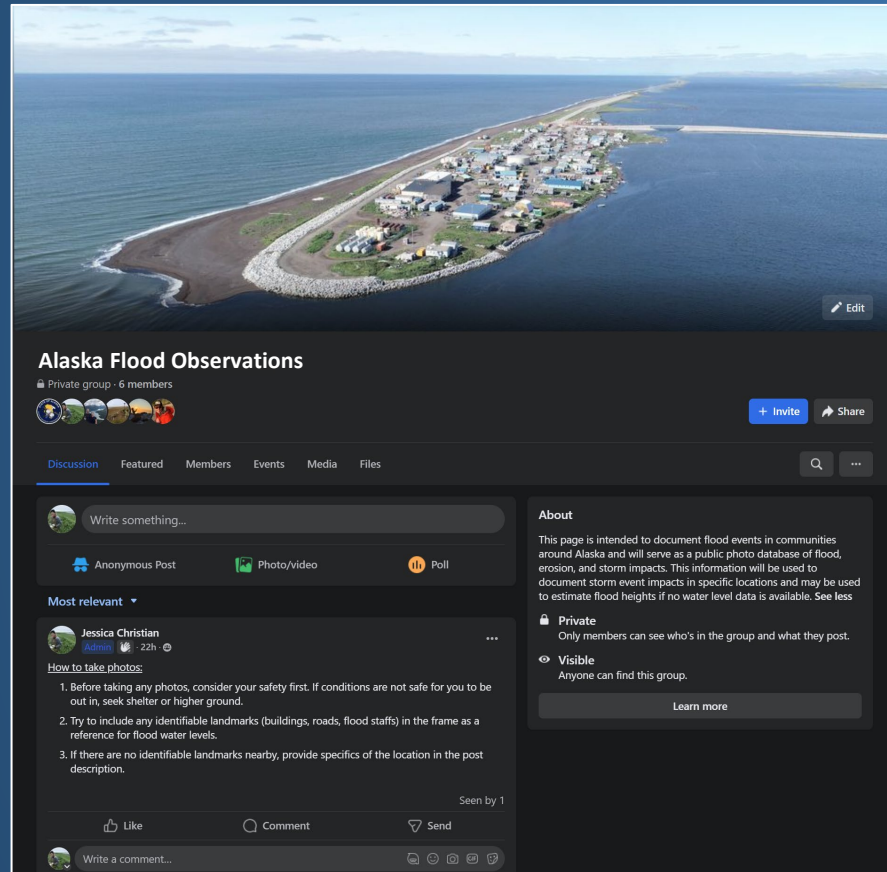 Edit
Alaska Flood Observations
Private group · 6 members
+ Invite
Share
Discussion Featured Members Events Media Files
Write something...
Anonymous Post Photo/video Poll
Most relevant
Jessica Christian
Admin · 22h ·
How to take photos:
1. Before taking any photos, consider your safety first. If conditions are not safe for you to be
out in, seek shelter or higher ground.
2. Try to include any identifiable landmarks (buildings, roads, flood staffs) in the frame as a
reference for flood water levels.
3. If there are no identifiable landmarks nearby, provide specifics of the location in the post
description.
Seen by 1
Like Comment Send
Write a comment...
GIF
About
This page is intended to document flood events in communities
around Alaska and will serve as a public photo database of flood,
erosion, and storm impacts. This information will be used to
document storm event impacts in specific locations and may be used
to estimate flood heights if no water level data is available. See less
Private
Only members can see who's in the group and what they post.
Visible
Anyone can find this group.
Learn more